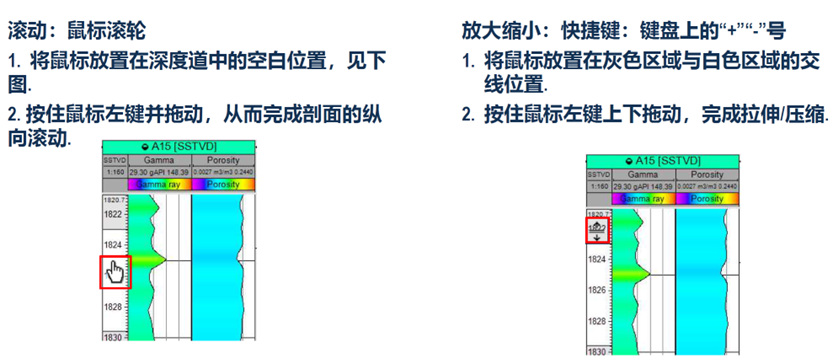 滚动：鼠标滚轮
1. 将鼠标放置在深度道中的空白位置，见下
图.
2. 按住鼠标左键并拖动，从而完成剖面的纵
向滚动.
A15 [SSTVD]
SSTVD Gamma Porosity
1:160 29.30 gAPI 148.39 0.0027 m3/m3 0.2440
Gamma ray Porosity
1820.7
1822
1824
1828
1830
放大缩小：快捷键：键盘上的“+”“-”号
1. 将鼠标放置在灰色区域与白色区域的交
线位置.
2. 按住鼠标左键上下拖动，完成拉伸/压缩.
A15 [SSTVD]
SSTVD Gamma Porosity
1:160 29.30 gAPI 148.39 0.0027 m3/m3 0.2440
Gamma ray Porosity
1820.7
1822
1824
1826
1828
1830